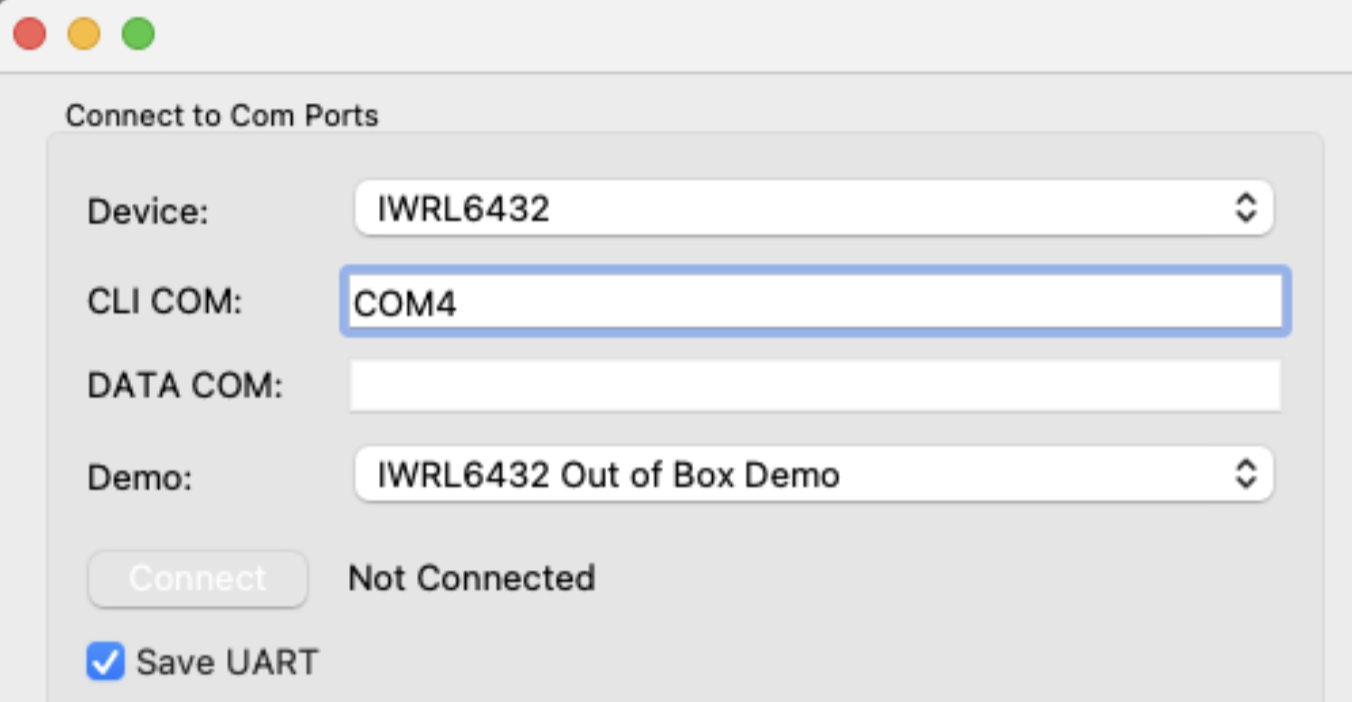 Connect to Com Ports
Device: IWRL6432
CLI COM: COM4
DATA COM:
Demo: IWRL6432 Out of Box Demo
Connect Not Connected
Save UART